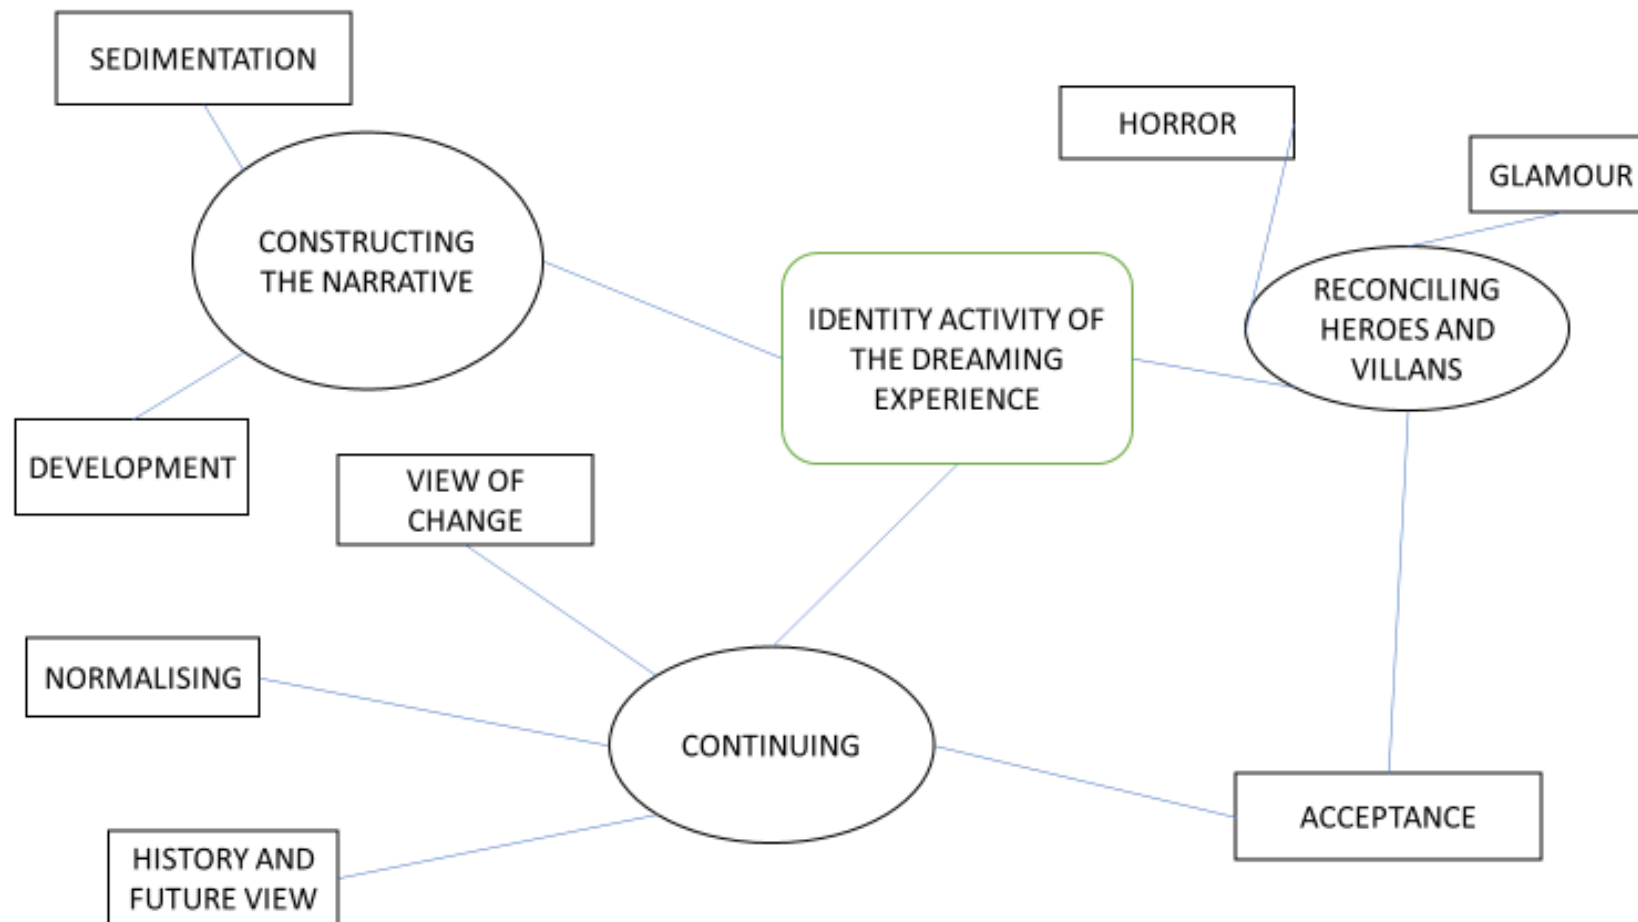 SEDIMENTATION
HORROR
GLAMOUR
CONSTRUCTING
THE NARRATIVE
RECONCILING
HEROES AND
VILLANS
IDENTITY ACTIVITY OF
THE DREAMING
EXPERIENCE
DEVELOPMENT
VIEW OF
CHANGE
NORMALISING
CONTINUING
ACCEPTANCE
HISTORY AND
FUTURE VIEW